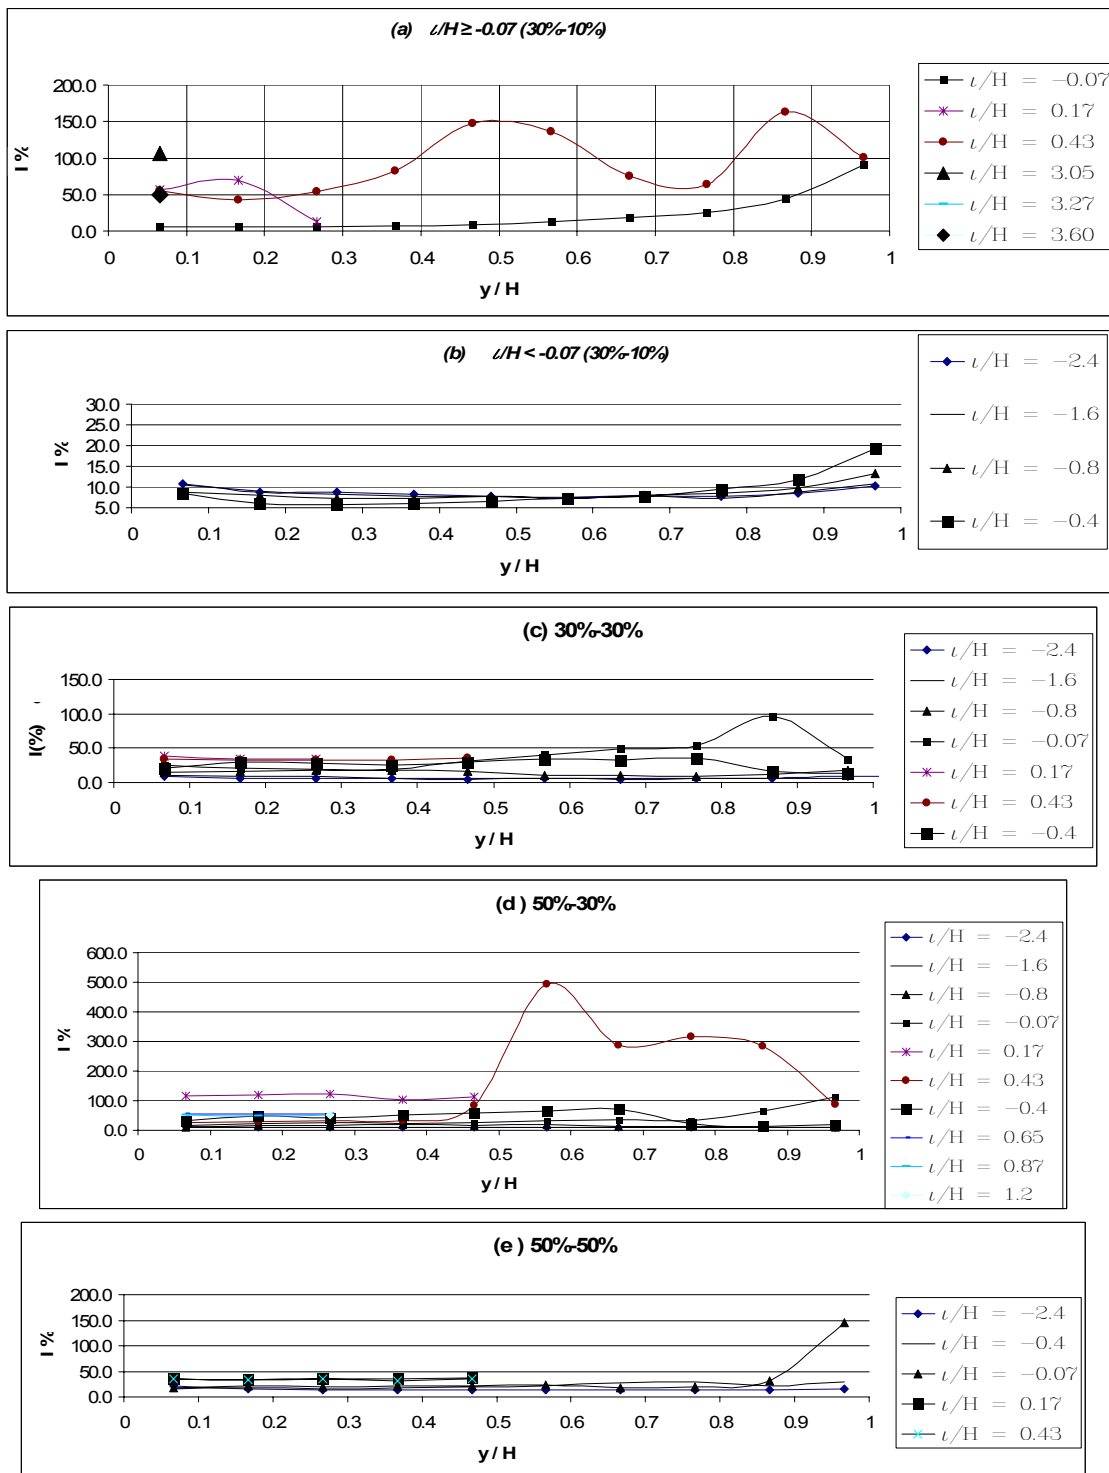 (a) ι/H ≥ -0.07 (30%-10%)
I %
200.0
150.0
100.0
50.0
0.0
0 0.1 0.2 0.3 0.4 0.5 0.6 0.7 0.8 0.9 1
y / H
ι/H = −0.07
ι/H = 0.17
ι/H = 0.43
ι/H = 3.05
ι/H = 3.27
ι/H = 3.60
(b) ι/H < -0.07 (30%-10%)
I %
30.0
25.0
20.0
15.0
10.0
5.0
0 0.1 0.2 0.3 0.4 0.5 0.6 0.7 0.8 0.9 1
y / H
ι/H = −2.4
ι/H = −1.6
ι/H = −0.8
ι/H = −0.4
(c) 30%-30%
I(%)
150.0
100.0
50.0
0.0
0 0.1 0.2 0.3 0.4 0.5 0.6 0.7 0.8 0.9 1
y / H
ι/H = −2.4
ι/H = −1.6
ι/H = −0.8
ι/H = −0.07
ι/H = 0.17
ι/H = 0.43
ι/H = −0.4
(d ) 50%-30%
I %
600.0
500.0
400.0
300.0
200.0
100.0
0.0
0 0.1 0.2 0.3 0.4 0.5 0.6 0.7 0.8 0.9 1
y / H
ι/H = −2.4
ι/H = −1.6
ι/H = −0.8
ι/H = −0.07
ι/H = 0.17
ι/H = 0.43
ι/H = −0.4
ι/H = 0.65
ι/H = 0.87
ι/H = 1.2
(e ) 50%-50%
I %
200.0
150.0
100.0
50.0
0.0
0 0.1 0.2 0.3 0.4 0.5 0.6 0.7 0.8 0.9 1
y / H
ι/H = −2.4
ι/H = −0.4
ι/H = −0.07
ι/H = 0.17
ι/H = 0.43